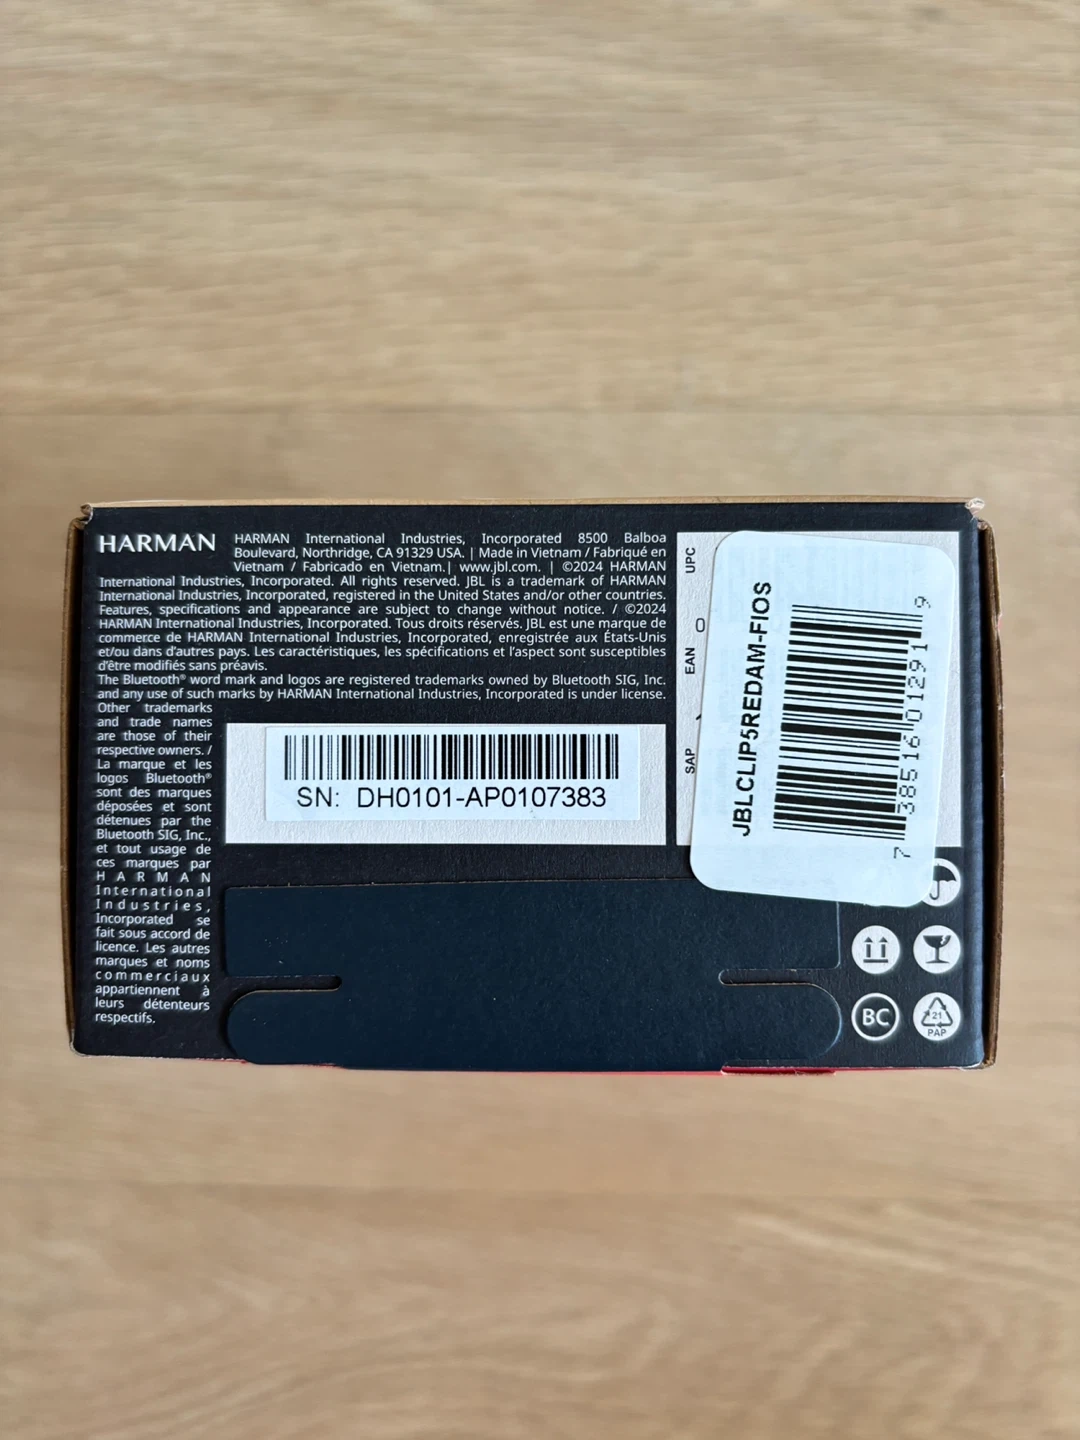 HARMAN
HARMAN International Industries, Incorporated 8500 Balboa
Boulevard, Northridge, CA 91329 USA. | Made in Vietnam / Fabriqué en
Vietnam / Fabricado en Vietnam.| www.jbl.com. | ©2024 HARMAN
International Industries, Incorporated. All rights reserved. JBL is a trademark of HARMAN
International Industries, Incorporated, registered in the United States and/or other countries.
Features, specifications and appearance are subject to change without notice. / ©2024
HARMAN International Industries, Incorporated. Tous droits réservés. JBL est une marque de
commerce de HARMAN International Industries, Incorporated, enregistrée aux États-Unis
et/ou dans d'autres pays. Les caractéristiques, les spécifications et l'aspect sont susceptibles
d'être modifiés sans préavis.
The Bluetooth® word mark and logos are registered trademarks owned by Bluetooth SIG, Inc.
and any use of such marks by HARMAN International Industries, Incorporated is under license.
Other trademarks
and trade names
are those of their
respective owners. /
La marque et les
logos Bluetooth®
sont des marques
déposées et sont
détenues par the
Bluetooth SIG, Inc.,
et tout usage de
ces marques par
HARMAN
International
Industries,
Incorporated se
fait sous accord de
licence. Les autres
marques et noms
commerciaux
appartiennent à
leurs détenteurs
respectifs.
SN: DH0101-AP0107383
UPC
0
EAN
SAP
JBLCLIP5REDAM-FIOS
7 38516 01291 9
BC
21
PAP